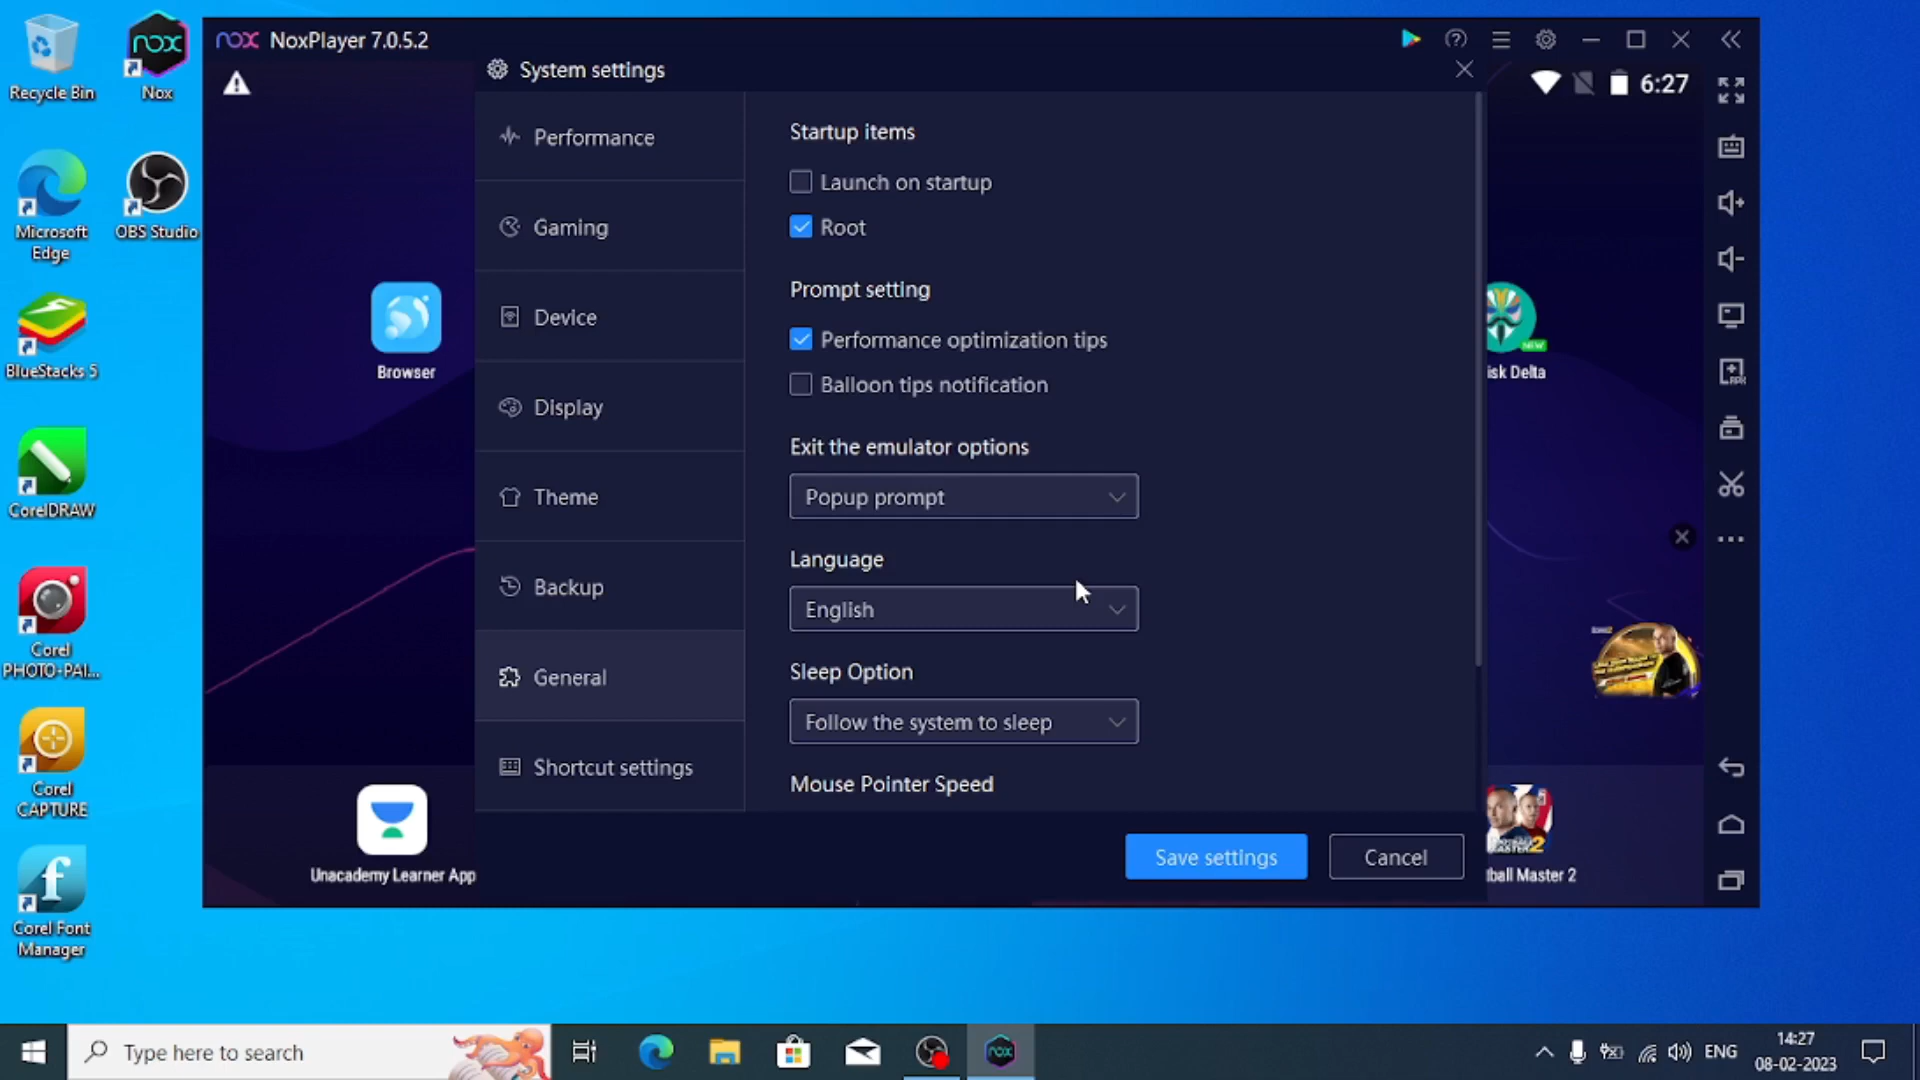 Recycle Bin
Nox
Microsoft
Edge
OBS Studio
BlueStacks 5
CorelDRAW
Corel
PHOTO-PAI...
Corel
CAPTURE
Corel Font
Manager
nox NoxPlayer 7.0.5.2
6:27
System settings
Performance
Gaming
Device
Display
Theme
Backup
General
Shortcut settings
Startup items
Launch on startup
Root
Prompt setting
Performance optimization tips
Balloon tips notification
Exit the emulator options
Popup prompt
Language
English
Sleep Option
Follow the system to sleep
Mouse Pointer Speed
Save settings
Cancel
Browser
Unacademy Learner App
NEW
isk Delta
tball Master 2
Type here to search
ENG
14:27
08-02-2023